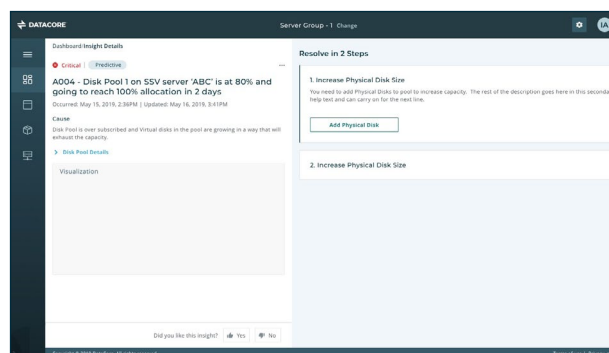 DATACORE
Server Group - 1 Change
IA
Dashboard/Insight Details
Critical | Predictive
A004 - Disk Pool 1 on SSV server 'ABC' is at 80% and
going to reach 100% allocation in 2 days
Occurred: May 15, 2019, 2:36PM | Updated: May 16, 2019, 3:41PM
Cause
Disk Pool is over subscribed and Virtual disks in the pool are growing in a way that will
exhaust the capacity.
Disk Pool Details
Visualization
Did you like this insight? Yes No
Resolve in 2 Steps
1. Increase Physical Disk Size
You need to add Physical Disks to pool to increase capacity. The rest of the description goes here in this seconda
help text and can carry on for the next line.
Add Physical Disk
2. Increase Physical Disk Size